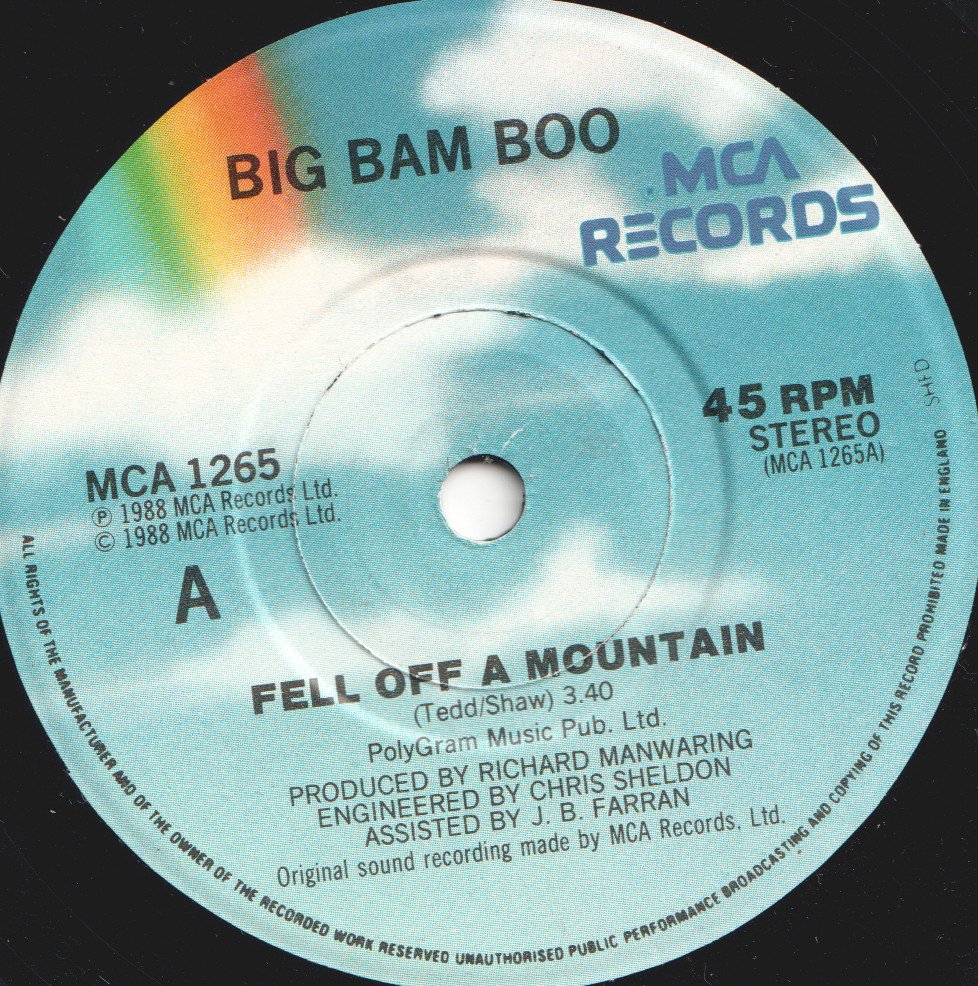 BIG BAM BOO
MCA
RECORDS
45 RPM
STEREO
(MCA 1265A)
SHED
MCA 1265
Ⓟ 1988 MCA Records Ltd.
© 1988 MCA Records Ltd.
A
FELL OFF A MOUNTAIN
(Tedd/Shaw) 3.40
PolyGram Music Pub. Ltd.
PRODUCED BY RICHARD MANWARING
ENGINEERED BY CHRIS SHELDON
ASSISTED BY J. B. FARRAN
Original sound recording made by MCA Records, Ltd.
ALL RIGHTS OF THE MANUFACTURER AND OF THE OWNER OF THE RECORDED WORK RESERVED UNAUTHORISED PUBLIC PERFORMANCE BROADCASTING AND COPYING OF THIS RECORD PROHIBITED MADE IN ENGLAND